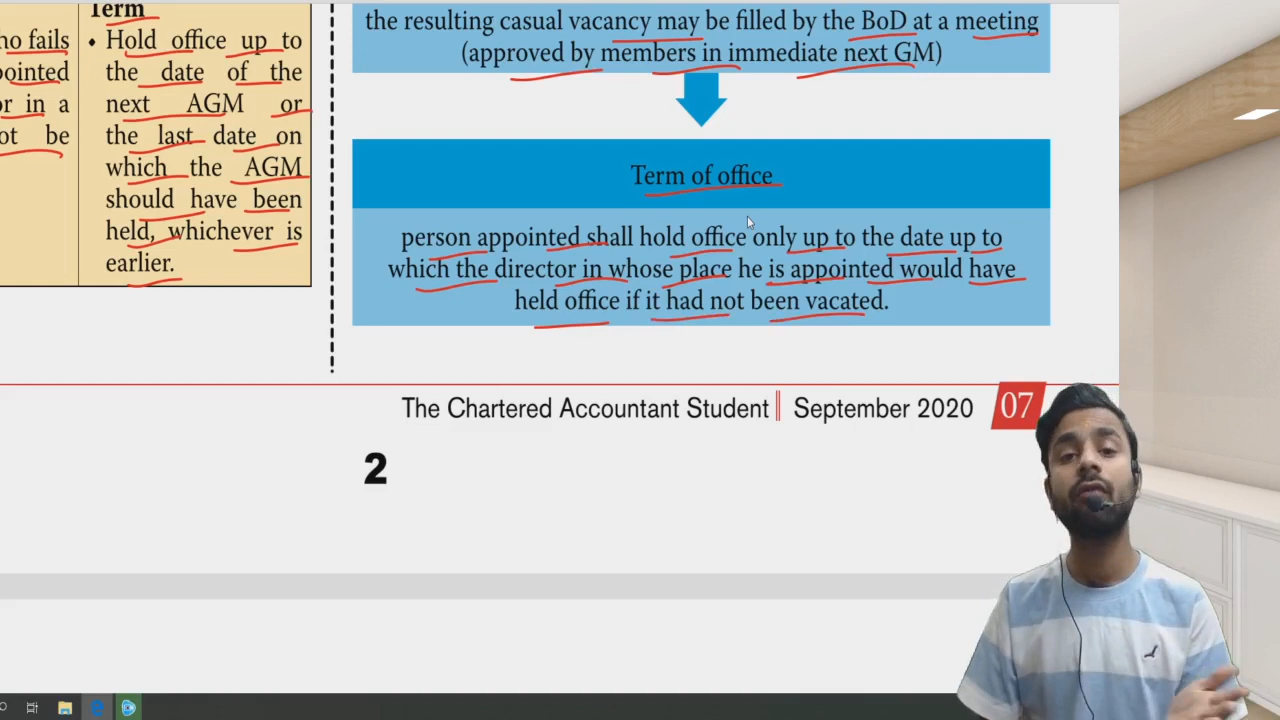 ho fails
pointed
or in a
ot be
Term
• Hold office up to
the date of the
next AGM or
the last date on
which the AGM
should have been
held, whichever is
earlier.
the resulting casual vacancy may be filled by the BoD at a meeting
(approved by members in immediate next GM)
Term of office
person appointed shall hold office only up to the date up to
which the director in whose place he is appointed would have
held office if it had not been vacated.
The Chartered Accountant Student September 2020 07
2